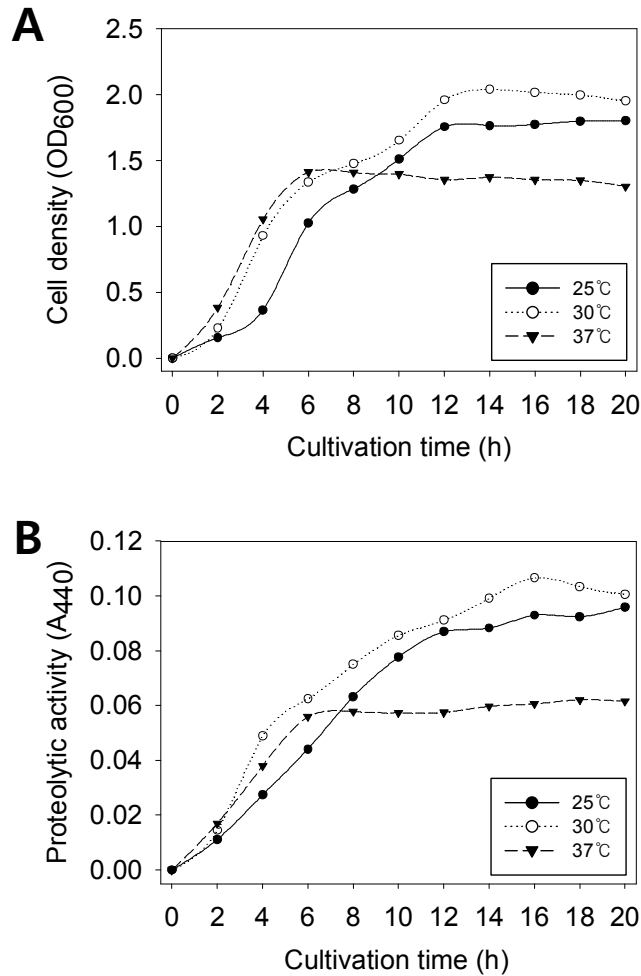 A
Cell density (OD600)
2.5
2.0
1.5
1.0
0.5
0.0
25℃
30℃
37℃
0 2 4 6 8 10 12 14 16 18 20
Cultivation time (h)
B
Proteolytic activity (A440)
0.12
0.10
0.08
0.06
0.04
0.02
0.00
25℃
30℃
37℃
0 2 4 6 8 10 12 14 16 18 20
Cultivation time (h)